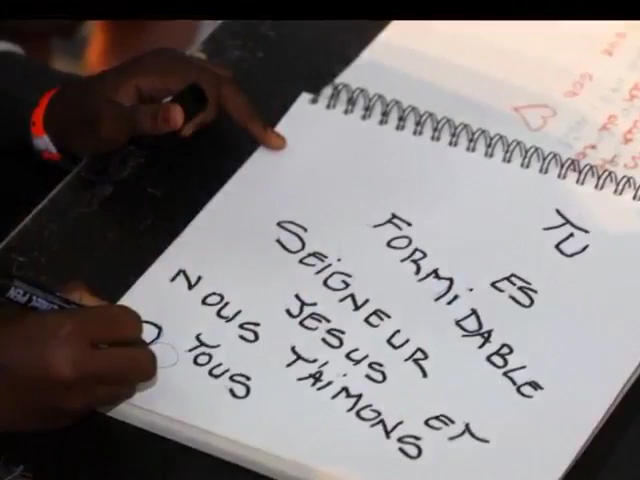 TU
ES
FORMIDABLE
SEIGNEUR
JESUS ET
NOUS T'AIMONS
TOUS